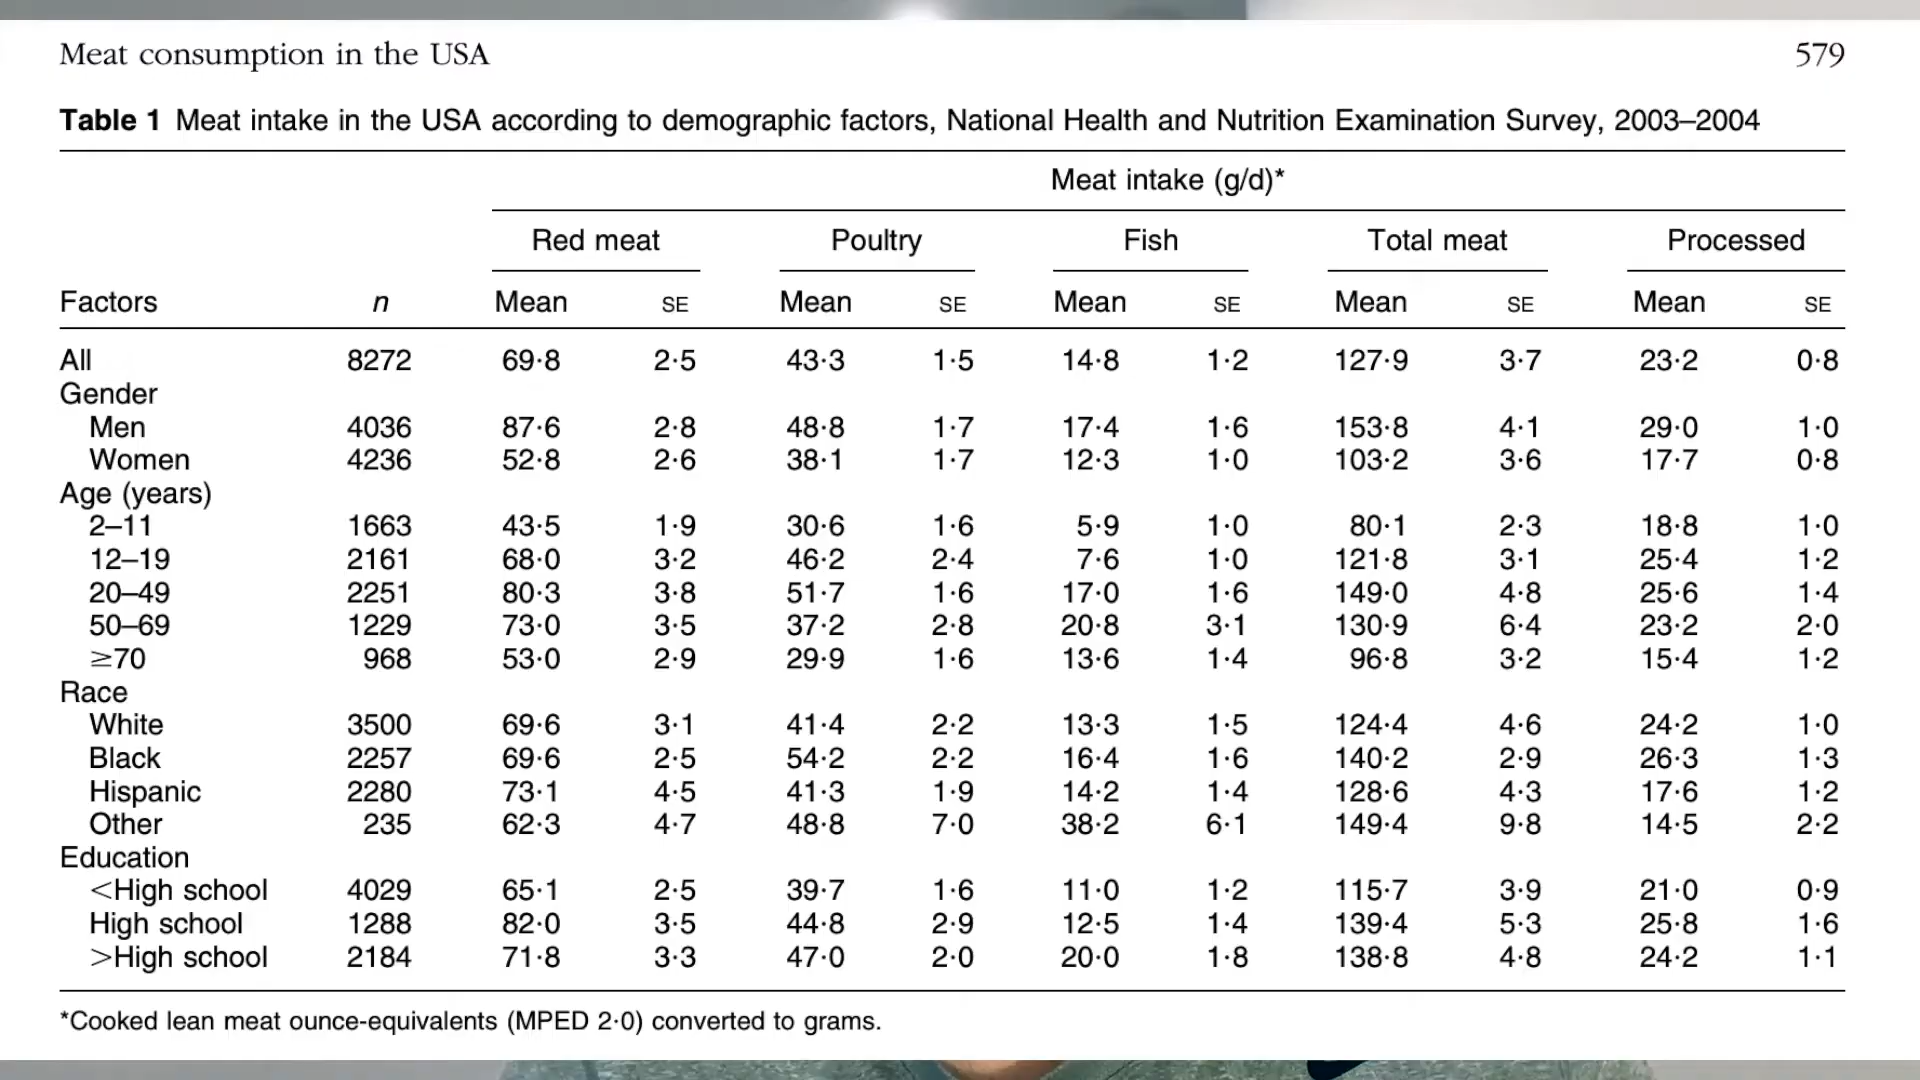 Meat consumption in the USA 579
Table 1 Meat intake in the USA according to demographic factors, National Health and Nutrition Examination Survey, 2003–2004
Meat intake (g/d)*
Red meat Poultry Fish Total meat Processed
Factors n Mean SE Mean SE Mean SE Mean SE Mean SE
All 8272 69·8 2·5 43·3 1·5 14·8 1·2 127·9 3·7 23·2 0·8
Gender
Men 4036 87·6 2·8 48·8 1·7 17·4 1·6 153·8 4·1 29·0 1·0
Women 4236 52·8 2·6 38·1 1·7 12·3 1·0 103·2 3·6 17·7 0·8
Age (years)
2–11 1663 43·5 1·9 30·6 1·6 5·9 1·0 80·1 2·3 18·8 1·0
12–19 2161 68·0 3·2 46·2 2·4 7·6 1·0 121·8 3·1 25·4 1·2
20–49 2251 80·3 3·8 51·7 1·6 17·0 1·6 149·0 4·8 25·6 1·4
50–69 1229 73·0 3·5 37·2 2·8 20·8 3·1 130·9 6·4 23·2 2·0
≥70 968 53·0 2·9 29·9 1·6 13·6 1·4 96·8 3·2 15·4 1·2
Race
White 3500 69·6 3·1 41·4 2·2 13·3 1·5 124·4 4·6 24·2 1·0
Black 2257 69·6 2·5 54·2 2·2 16·4 1·6 140·2 2·9 26·3 1·3
Hispanic 2280 73·1 4·5 41·3 1·9 14·2 1·4 128·6 4·3 17·6 1·2
Other 235 62·3 4·7 48·8 7·0 38·2 6·1 149·4 9·8 14·5 2·2
Education
<High school 4029 65·1 2·5 39·7 1·6 11·0 1·2 115·7 3·9 21·0 0·9
High school 1288 82·0 3·5 44·8 2·9 12·5 1·4 139·4 5·3 25·8 1·6
>High school 2184 71·8 3·3 47·0 2·0 20·0 1·8 138·8 4·8 24·2 1·1
*Cooked lean meat ounce-equivalents (MPED 2·0) converted to grams.